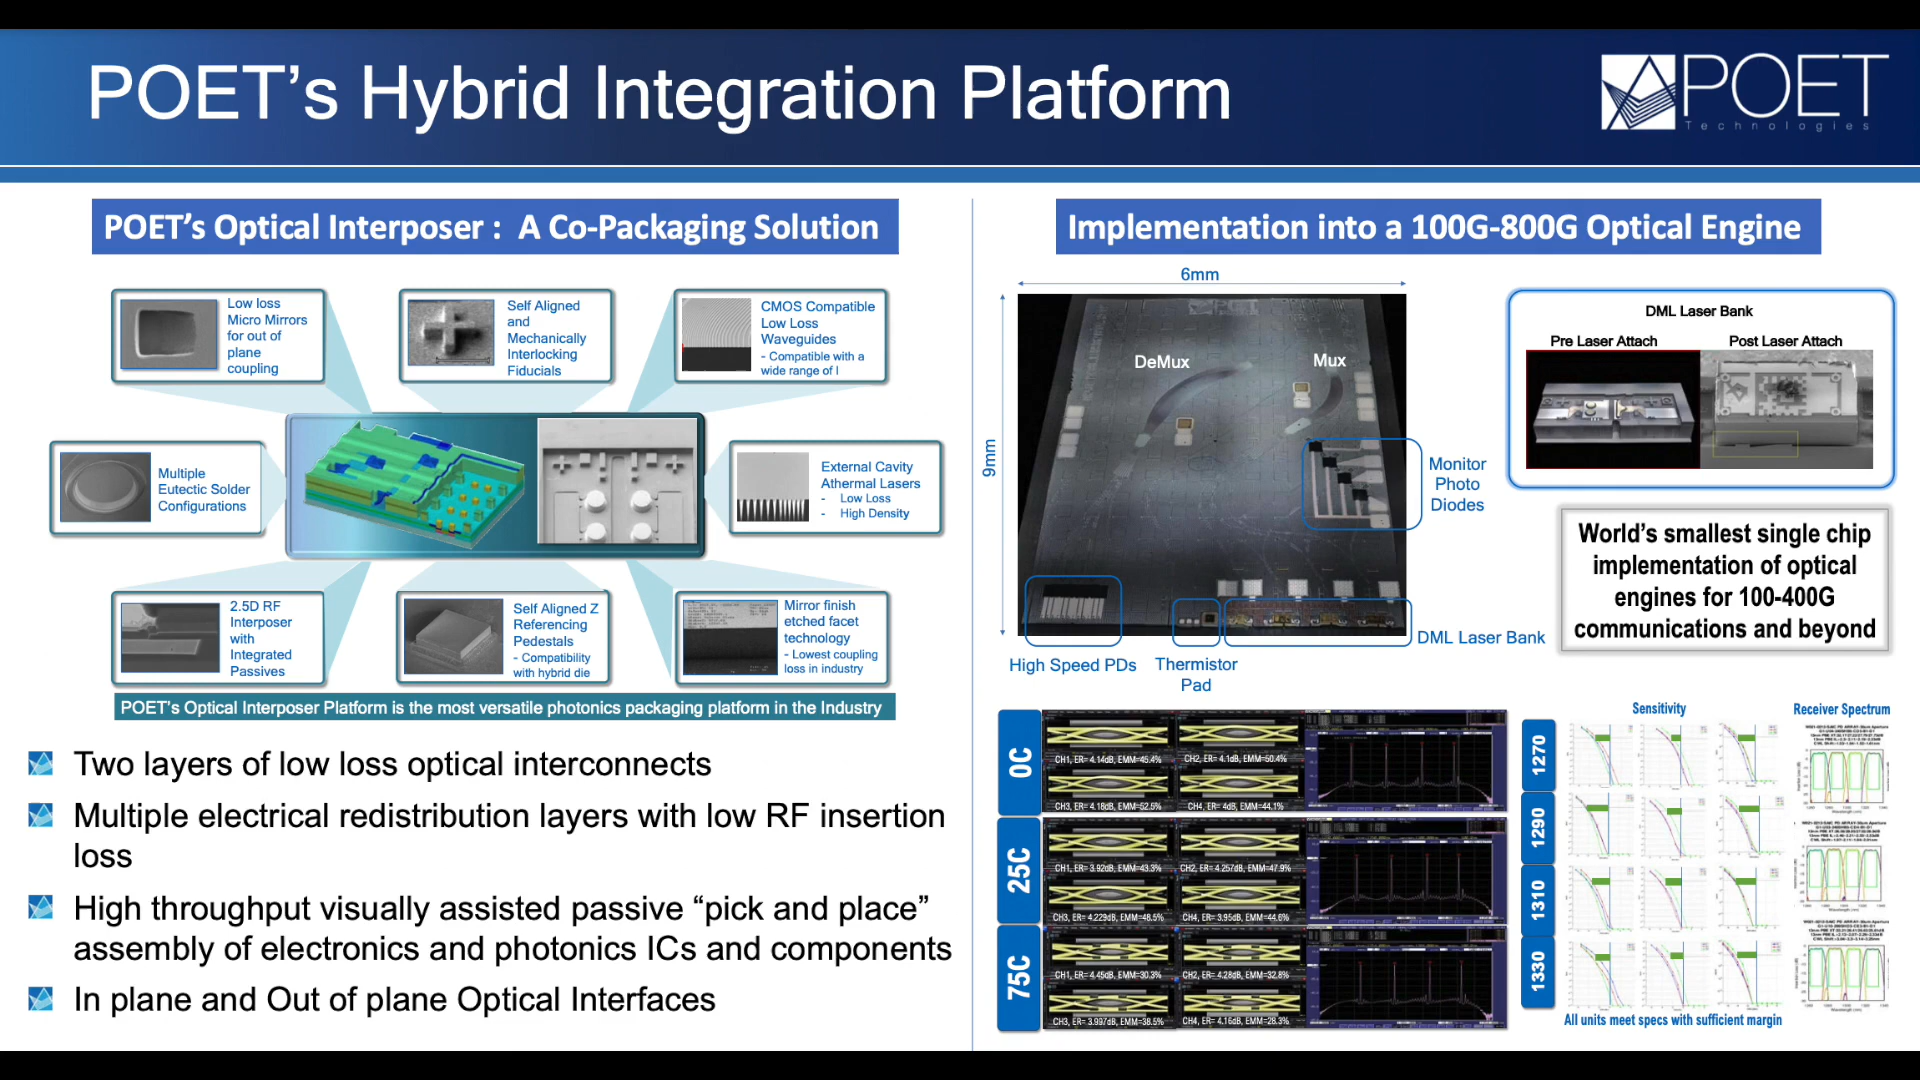 POET's Hybrid Integration Platform
POET
Technologies
POET's Optical Interposer : A Co-Packaging Solution
Low loss
Micro Mirrors
for out of
plane
coupling
Self Aligned
and
Mechanically
Interlocking
Fiducials
CMOS Compatible
Low Loss
Waveguides
- Compatible with a
wide range of l
Multiple
Eutectic Solder
Configurations
External Cavity
Athermal Lasers
- Low Loss
- High Density
2.5D RF
Interposer
with
Integrated
Passives
Self Aligned Z
Referencing
Pedestals
- Compatibility
with hybrid die
Mirror finish
etched facet
technology
- Lowest coupling
loss in industry
POET's Optical Interposer Platform is the most versatile photonics packaging platform in the Industry
Two layers of low loss optical interconnects
Multiple electrical redistribution layers with low RF insertion
loss
High throughput visually assisted passive “pick and place”
assembly of electronics and photonics ICs and components
In plane and Out of plane Optical Interfaces
Implementation into a 100G-800G Optical Engine
6mm
9mm
DeMux
Mux
Monitor
Photo
Diodes
High Speed PDs
Thermistor
Pad
DML Laser Bank
DML Laser Bank
Pre Laser Attach
Post Laser Attach
World's smallest single chip
implementation of optical
engines for 100-400G
communications and beyond
0C
CH1, ER= 4.14dB, EMM=45.4%
CH2, ER= 4.1dB, EMM=50.4%
CH3, ER= 4.18dB, EMM=52.5%
CH4, ER= 4dB, EMM=44.1%
25C
CH1, ER= 3.92dB, EMM=43.3%
CH2, ER= 4.257dB, EMM=47.9%
CH3, ER= 4.229dB, EMM=48.5%
CH4, ER= 3.95dB, EMM=44.6%
75C
CH1, ER= 4.45dB, EMM=30.3%
CH2, ER= 4.28dB, EMM=32.8%
CH3, ER= 3.997dB, EMM=38.5%
CH4, ER= 4.16dB, EMM=28.3%
Sensitivity
Receiver Spectrum
1270
1290
1310
1330
All units meet specs with sufficient margin